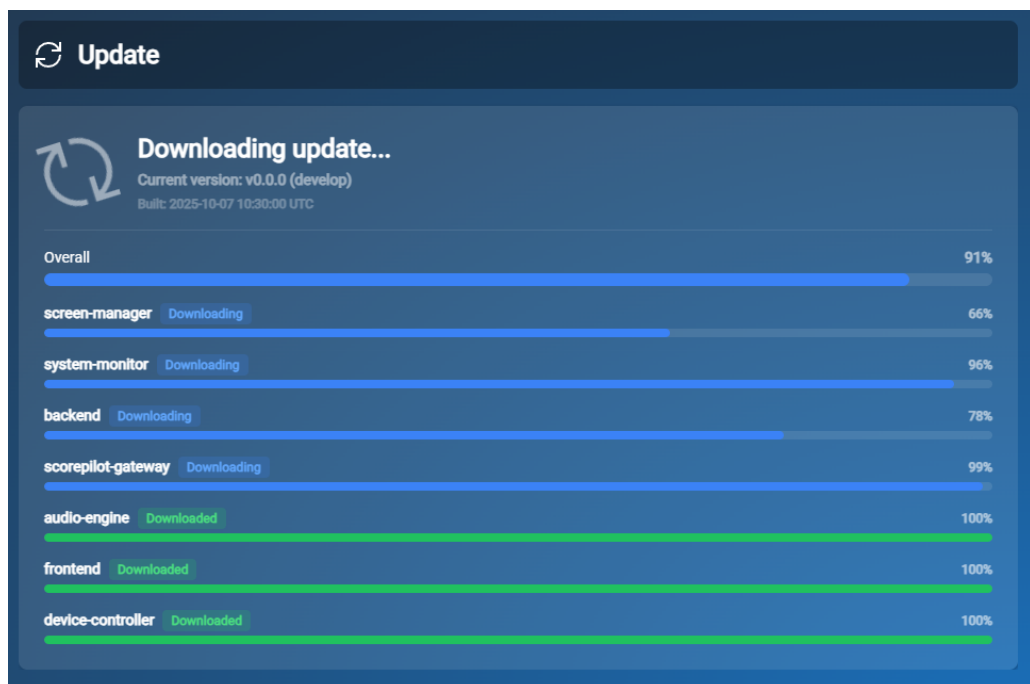 Update
Downloading update...
Current version: v0.0.0 (develop)
Built: 2025-10-07 10:30:00 UTC
Overall 91%
screen-manager Downloading 66%
system-monitor Downloading 96%
backend Downloading 78%
scorepilot-gateway Downloading 99%
audio-engine Downloaded 100%
frontend Downloaded 100%
device-controller Downloaded 100%